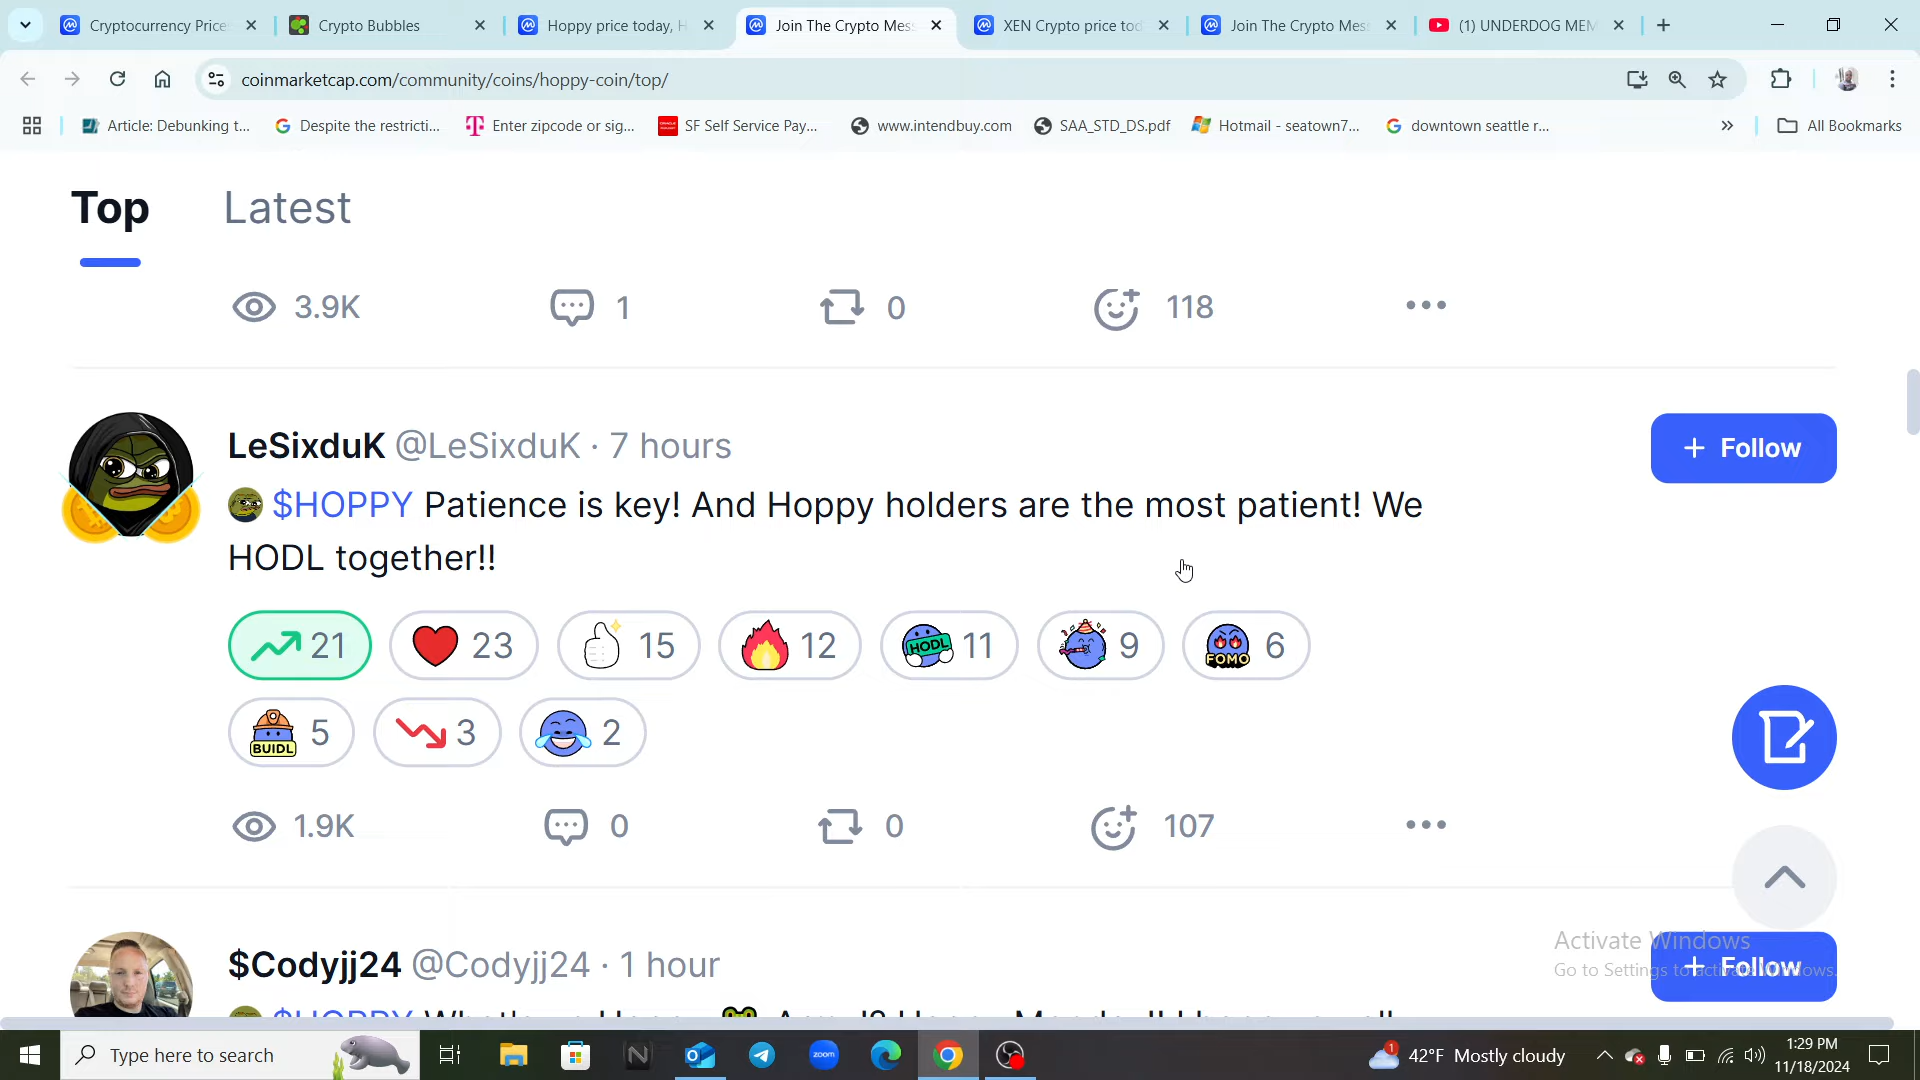 Cryptocurrency Price
Crypto Bubbles
Hoppy price today, H
Join The Crypto Mes
XEN Crypto price tod
Join The Crypto Mes
(1) UNDERDOG MEM
coinmarketcap.com/community/coins/hoppy-coin/top/
Article: Debunking t...
Despite the restricti...
Enter zipcode or sig...
SF Self Service Pay...
www.intendbuy.com
SAA_STD_DS.pdf
Hotmail - seatown7...
downtown seattle r...
All Bookmarks
Top
Latest
3.9K
1
0
118
LeSixduK @LeSixduK · 7 hours
+ Follow
$HOPPY Patience is key! And Hoppy holders are the most patient! We
HODL together!!
21
23
15
12
HODL 11
9
FOMO 6
BUIDL 5
3
2
1.9K
0
0
107
$Codyjj24 @Codyjj24 · 1 hour
+ Follow
Activate Windows
Go to Settings to activate Windows.
$HOPPY
Type here to search
zoom
1
42°F Mostly cloudy
1:29 PM
11/18/2024